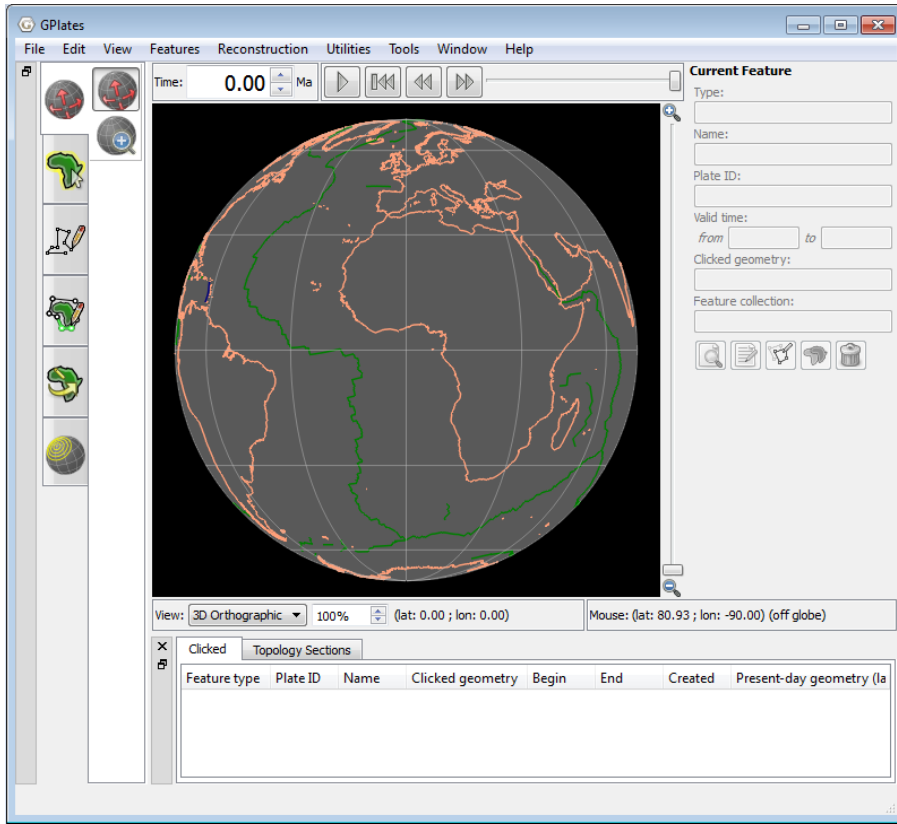 GPlates
File Edit View Features Reconstruction Utilities Tools Window Help
Time: 0.00 Ma
Current Feature
Type:
Name:
Plate ID:
Valid time:
from to
Clicked geometry:
Feature collection:
View: 3D Orthographic 100% (lat: 0.00 ; lon: 0.00) Mouse: (lat: 80.93 ; lon: -90.00) (off globe)
Clicked Topology Sections
Feature type Plate ID Name Clicked geometry Begin End Created Present-day geometry (la